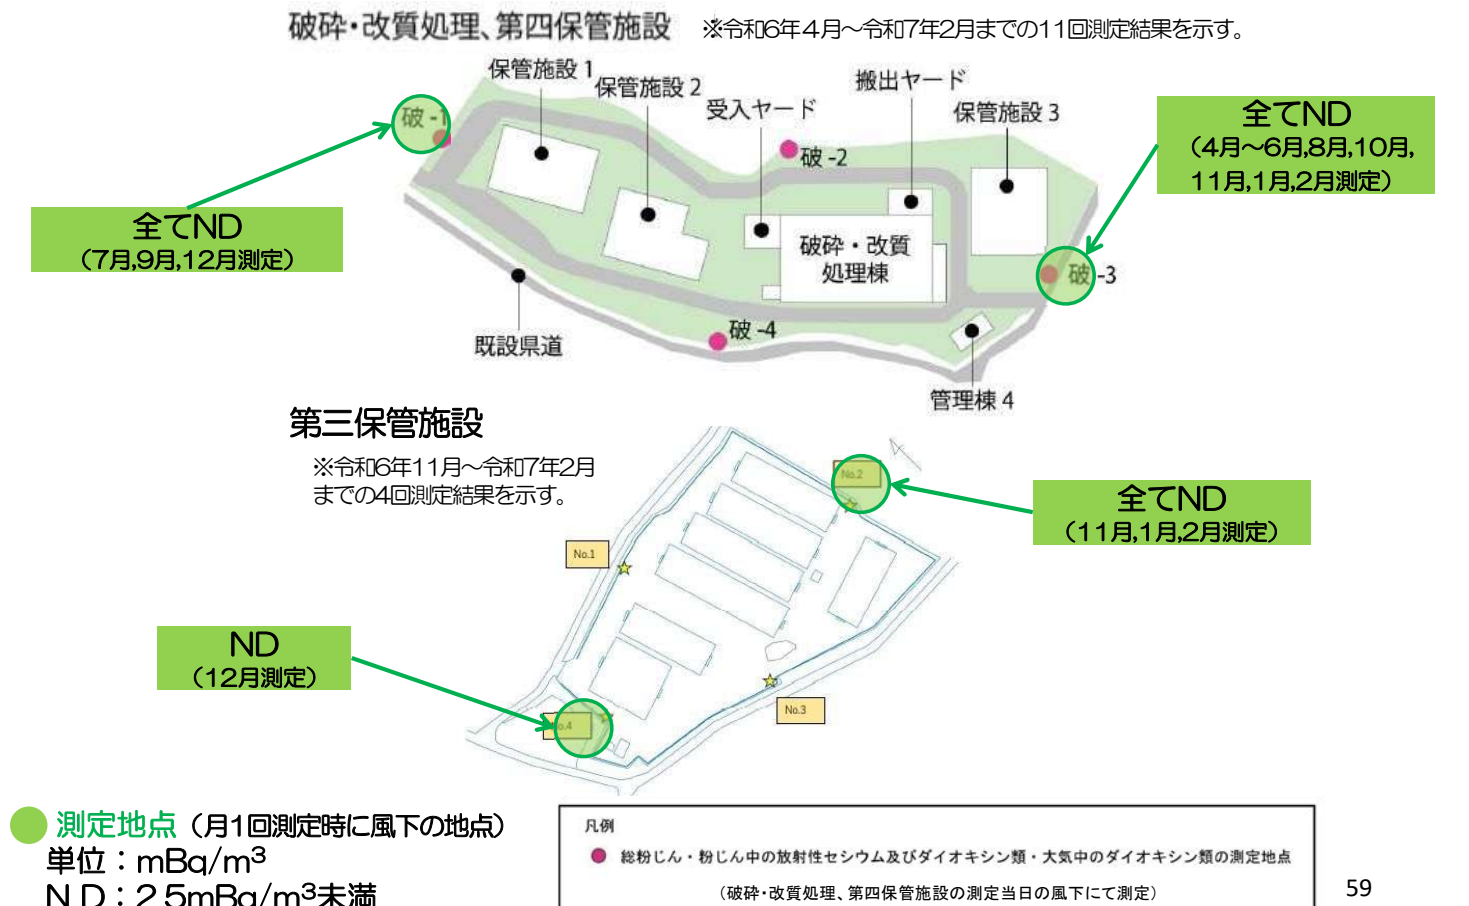 破砕・改質処理、第四保管施設
※令和6年4月～令和7年2月までの11回測定結果を示す。
保管施設 1
保管施設 2
受入ヤード
搬出ヤード
保管施設 3
破 -1
破 -2
全てND
（4月～6月,8月,10月,
11月,1月,2月測定）
全てND
（7月,9月,12月測定）
破砕・改質
処理棟
破 -3
破 -4
既設県道
管理棟 4
第三保管施設
※令和6年11月～令和7年2月
までの4回測定結果を示す。
No.2
全てND
（11月,1月,2月測定）
No.1
ND
（12月測定）
No.3
o.4
測定地点（月1回測定時に風下の地点）
単位：mBq/m³
ＮＤ：２５mBq/m³未満
凡例
総粉じん・粉じん中の放射性セシウム及びダイオキシン類・大気中のダイオキシン類の測定地点
（破砕・改質処理、第四保管施設の測定当日の風下にて測定）
59